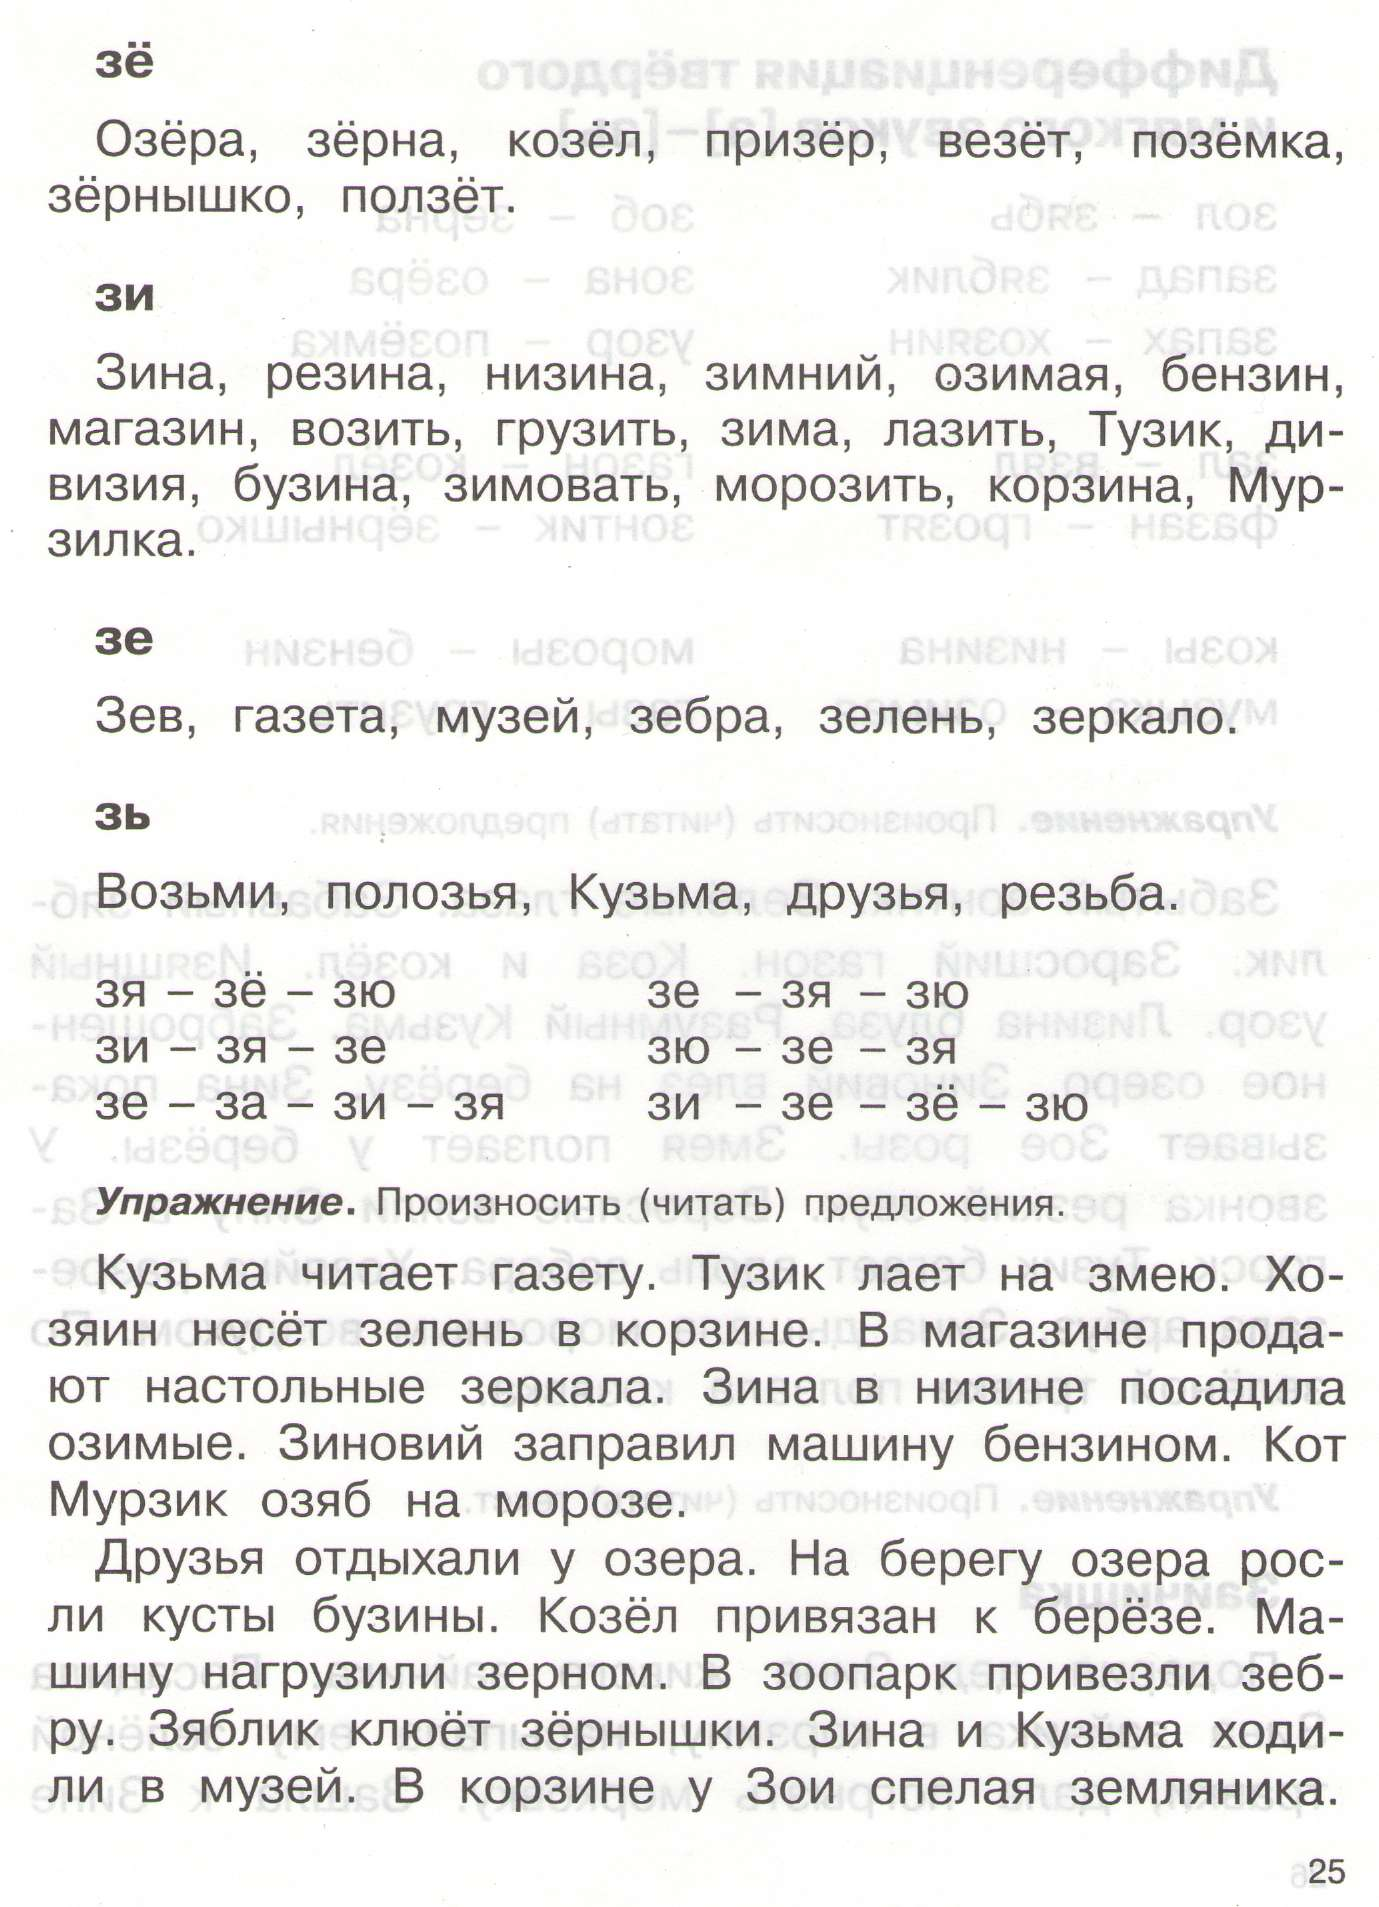 зё
Озёра, зёрна, козёл, призёр, везёт, позёмка,
зёрнышко, ползёт.
зи
Зина, резина, низина, зимний, озимая, бензин,
магазин, возить, грузить, зима, лазить, Тузик, ди-
визия, бузина, зимовать, морозить, корзина, Мур-
зилка.
зе
Зев, газета, музей, зебра, зелень, зеркало.
зь
Возьми, полозья, Кузьма, друзья, резьба.
зя – зё – зю зе – зя – зю
зи – зя – зе зю – зе – зя
зе – за – зи – зя зи – зе – зё – зю
Упражнение. Произносить (читать) предложения.
Кузьма читает газету. Тузик лает на змею. Хо-
зяин несёт зелень в корзине. В магазине прода-
ют настольные зеркала. Зина в низине посадила
озимые. Зиновий заправил машину бензином. Кот
Мурзик озяб на морозе.
Друзья отдыхали у озера. На берегу озера рос-
ли кусты бузины. Козёл привязан к берёзе. Ма-
шину нагрузили зерном. В зоопарк привезли зеб-
ру. Зяблик клюёт зёрнышки. Зина и Кузьма ходи-
ли в музей. В корзине у Зои спелая земляника.
25